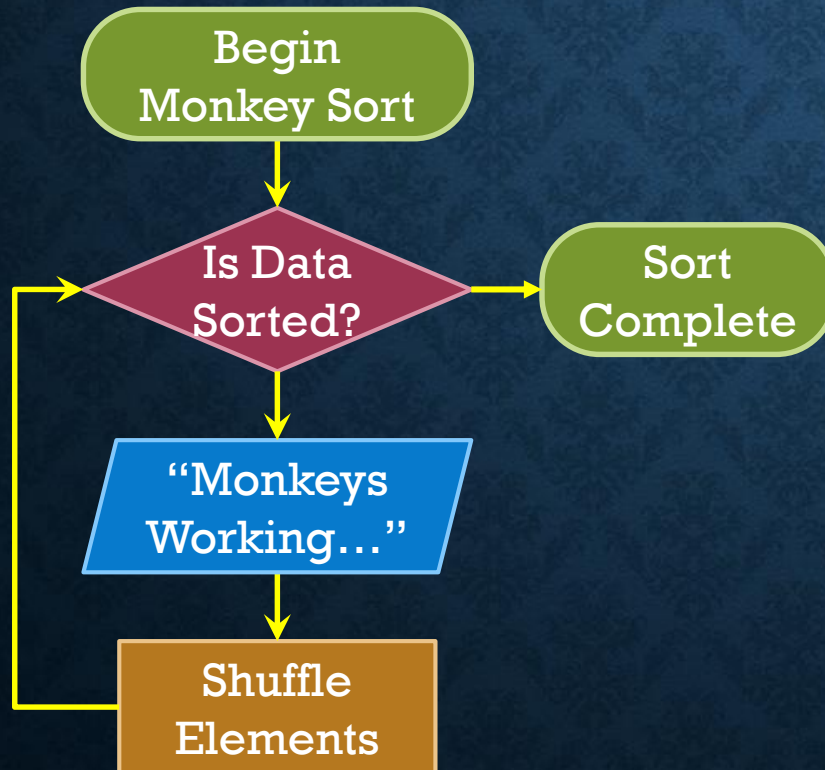 Begin
Monkey Sort
Is Data
Sorted?
Sort
Complete
“Monkeys
Working…”
Shuffle
Elements